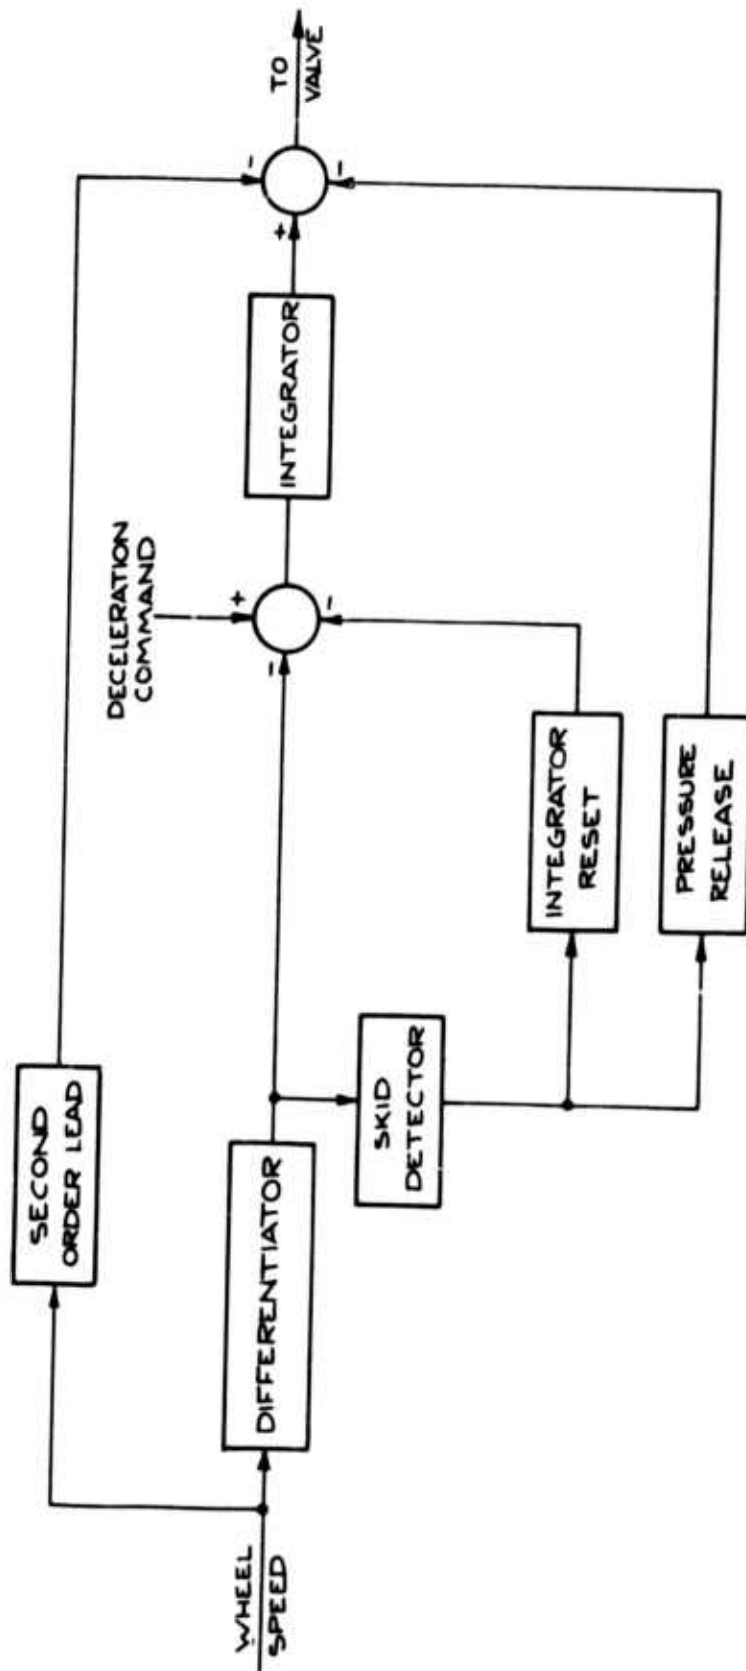 WHEEL
SPEED
SECOND
ORDER LEAD
DIFFERENTIATOR
SKID
DETECTOR
DECELERATION
COMMAND
+
-
-
INTEGRATOR
RESET
PRESSURE
RELEASE
INTEGRATOR
-
+
-
TO
VALVE